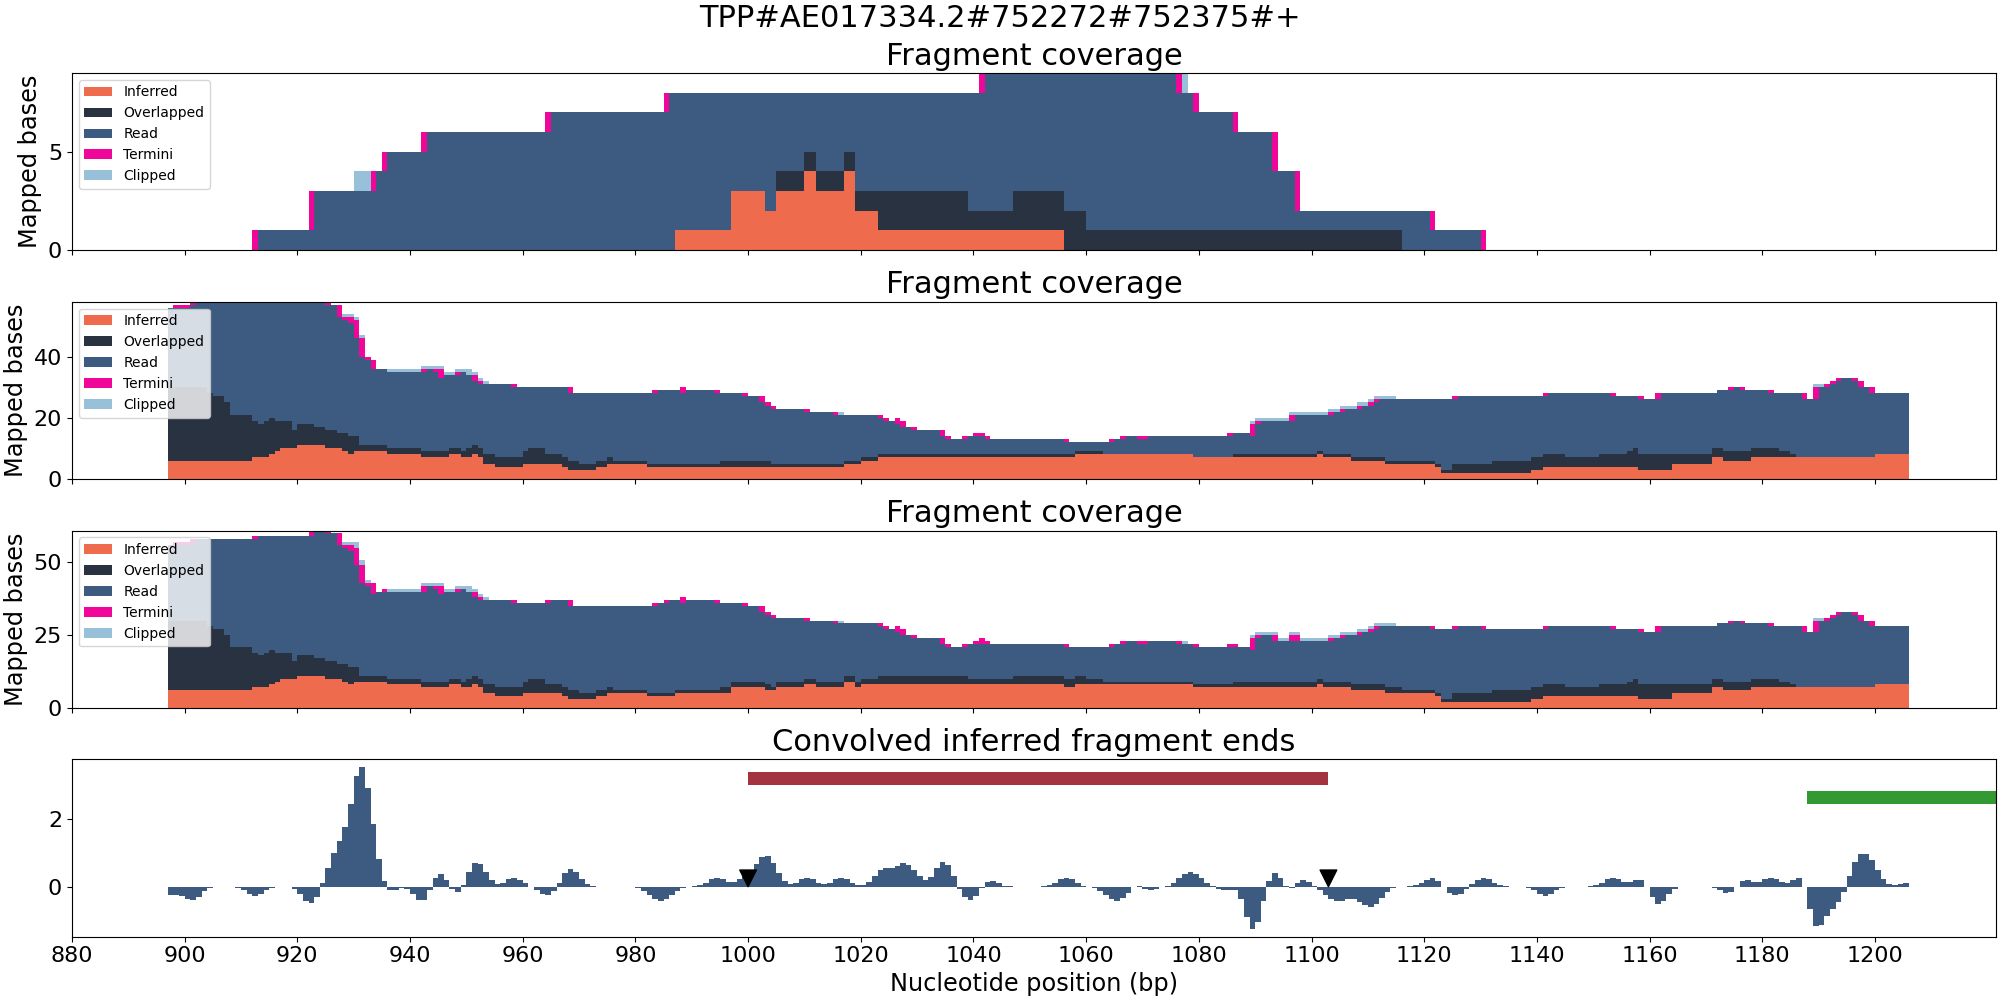 TPP#AE017334.2#752272#752375#+
Fragment coverage
Mapped bases
5
0
Inferred
Overlapped
Read
Termini
Clipped
Fragment coverage
Mapped bases
40
20
0
Inferred
Overlapped
Read
Termini
Clipped
Fragment coverage
Mapped bases
50
25
0
Inferred
Overlapped
Read
Termini
Clipped
Convolved inferred fragment ends
2
0
880 900 920 940 960 980 1000 1020 1040 1060 1080 1100 1120 1140 1160 1180 1200
Nucleotide position (bp)